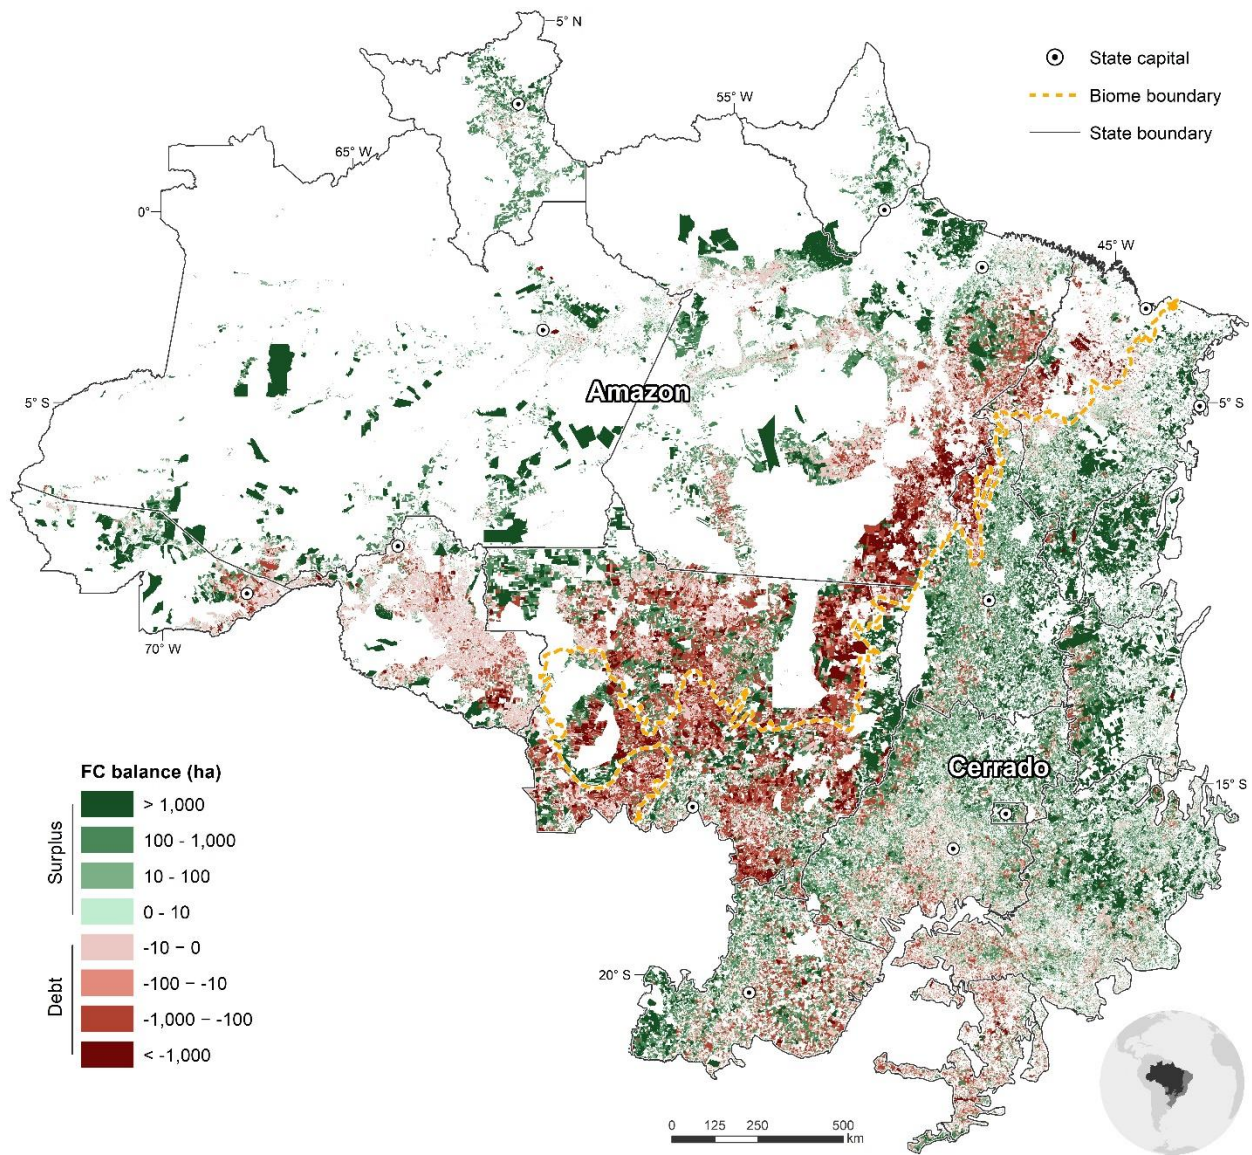 5° N
State capital
55° W
Biome boundary
State boundary
65° W
0°
45° W
Amazon
5° S
5° S
70° W
Cerrado
FC balance (ha)
15° S
Surplus
> 1,000
100 - 1,000
10 - 100
0 - 10
Debt
-10 – 0
-100 – -10
-1,000 – -100
< -1,000
20° S
0 125 250 500
km